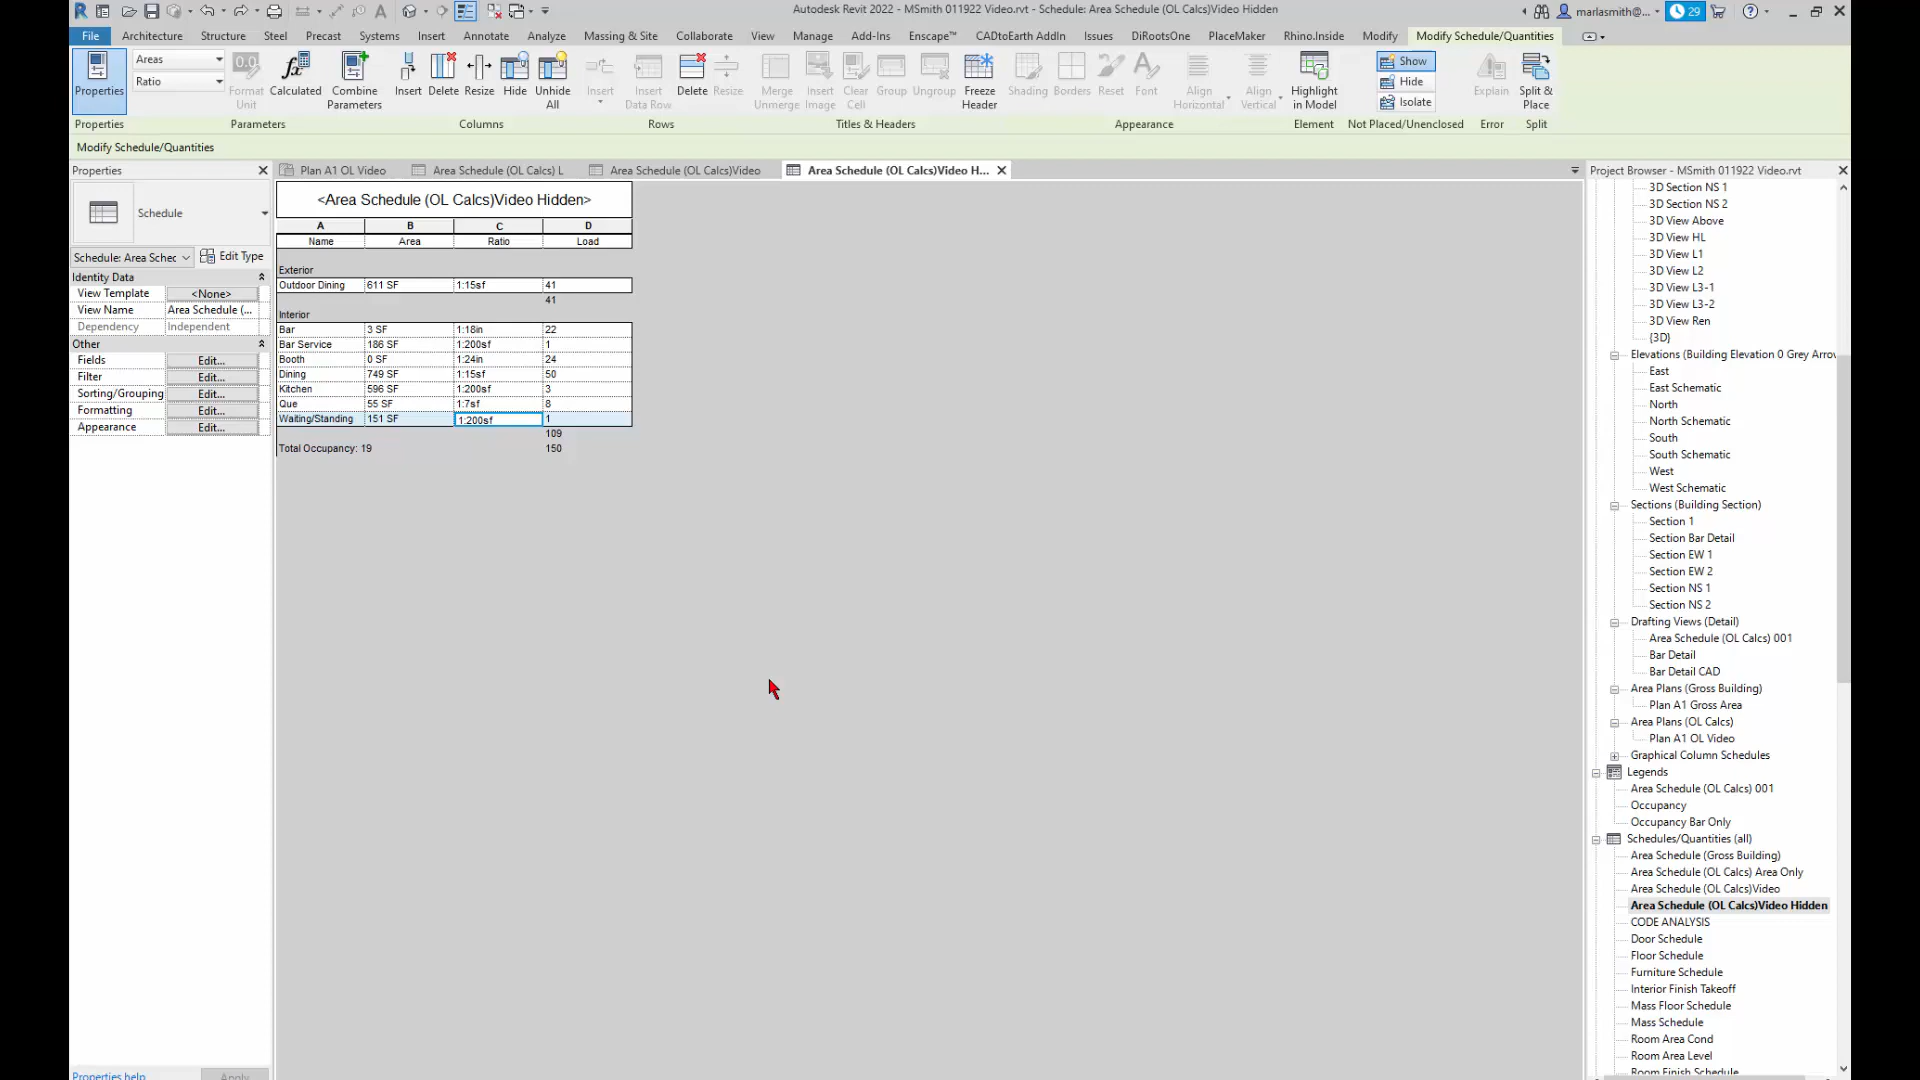 Autodesk Revit 2022 - MSmith 011922 Video.rvt - Schedule: Area Schedule (OL Calcs)Video Hidden
marlasmith@...
29
File Architecture Structure Steel Precast Systems Insert Annotate Analyze Massing & Site Collaborate View Manage Add-Ins Enscape™ CADtoEarth AddIn Issues DiRootsOne PlaceMaker Rhino.Inside Modify Modify Schedule/Quantities
Properties
Areas
Ratio
Format Unit
Calculated
Combine Parameters
Insert
Delete
Resize
Hide
Unhide All
Insert
Insert Data Row
Delete
Resize
Merge Unmerge
Insert Image
Clear Cell
Group
Ungroup
Freeze Header
Shading
Borders
Reset
Font
Align Horizontal
Align Vertical
Highlight in Model
Show
Hide
Isolate
Explain
Split & Place
Properties Parameters Columns Rows Titles & Headers Appearance Element Not Placed/Unenclosed Error Split
Modify Schedule/Quantities
Properties
Schedule
Schedule: Area Schec
Edit Type
Identity Data
View Template <None>
View Name Area Schedule (...
Dependency Independent
Other
Fields Edit...
Filter Edit...
Sorting/Grouping Edit...
Formatting Edit...
Appearance Edit...
Properties help
Apply
Plan A1 OL Video
Area Schedule (OL Calcs) L
Area Schedule (OL Calcs)Video
Area Schedule (OL Calcs)Video H...
<Area Schedule (OL Calcs)Video Hidden>
A B C D
Name Area Ratio Load
Exterior
Outdoor Dining 611 SF 1:15sf 41
41
Interior
Bar 3 SF 1:18in 22
Bar Service 186 SF 1:200sf 1
Booth 0 SF 1:24in 24
Dining 749 SF 1:15sf 50
Kitchen 596 SF 1:200sf 3
Que 55 SF 1:7sf 8
Waiting/Standing 151 SF 1:200sf 1
109
Total Occupancy: 19 150
Project Browser - MSmith 011922 Video.rvt
3D Section NS 1
3D Section NS 2
3D View Above
3D View HL
3D View L1
3D View L2
3D View L3-1
3D View L3-2
3D View Ren
{3D}
Elevations (Building Elevation 0 Grey Arrov
East
East Schematic
North
North Schematic
South
South Schematic
West
West Schematic
Sections (Building Section)
Section 1
Section Bar Detail
Section EW 1
Section EW 2
Section NS 1
Section NS 2
Drafting Views (Detail)
Area Schedule (OL Calcs) 001
Bar Detail
Bar Detail CAD
Area Plans (Gross Building)
Plan A1 Gross Area
Area Plans (OL Calcs)
Plan A1 OL Video
Graphical Column Schedules
Legends
Area Schedule (OL Calcs) 001
Occupancy
Occupancy Bar Only
Schedules/Quantities (all)
Area Schedule (Gross Building)
Area Schedule (OL Calcs) Area Only
Area Schedule (OL Calcs)Video
Area Schedule (OL Calcs)Video Hidden
CODE ANALYSIS
Door Schedule
Floor Schedule
Furniture Schedule
Interior Finish Takeoff
Mass Floor Schedule
Mass Schedule
Room Area Cond
Room Area Level
Room Finish Schedule